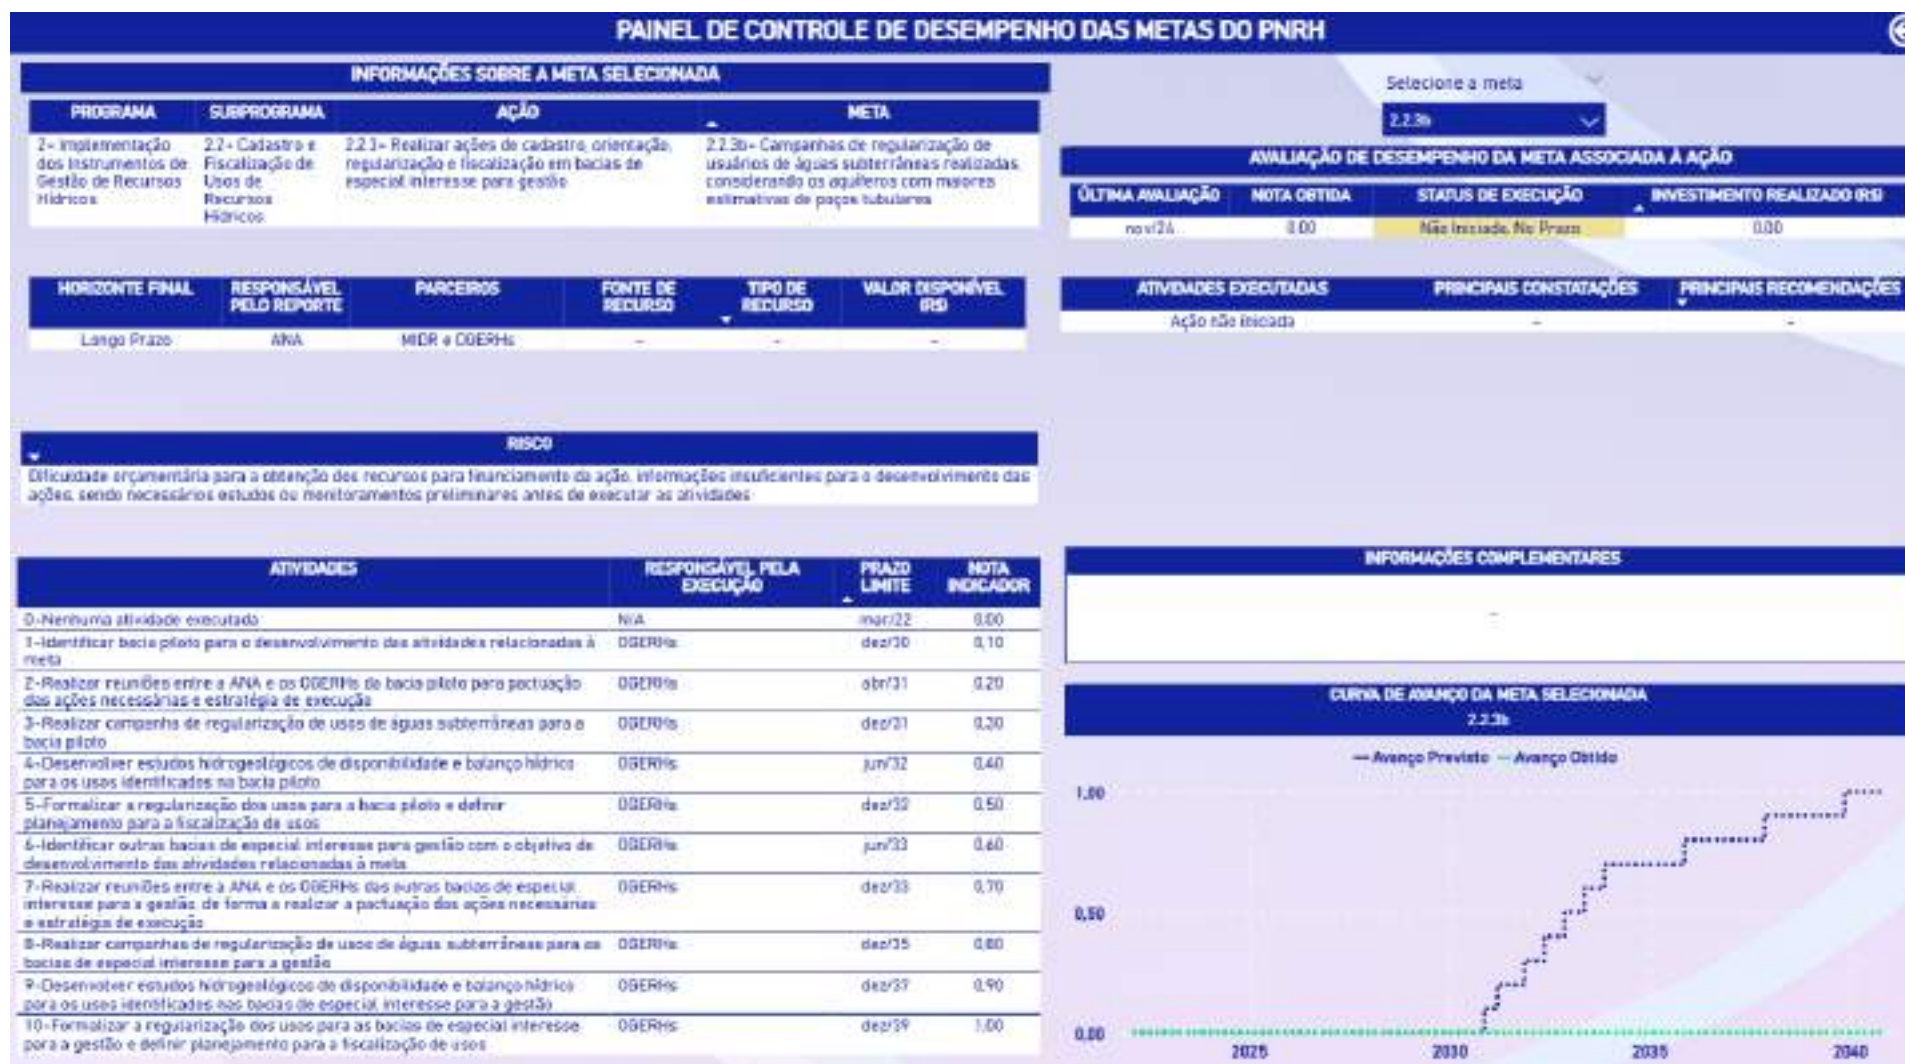 PAINEL DE CONTROLE DE DESEMPENHO DAS METAS DO PNRH
INFORMAÇÕES SOBRE A META SELECIONADA
PROGRAMA SUBPROGRAMA AÇÃO META
2- Implementação dos Instrumentos de Gestão de Recursos Hídricos
2.2- Cadastro e Fiscalização de Usos de Recursos Hídricos
2.2.3- Realizar ações de cadastro, orientação, regularização e fiscalização em bacias de especial interesse para gestão
2.2.3b- Campanhas de regularização de usuários de águas subterrâneas realizadas considerando os aquíferos com maiores estimativas de poços tubulares
Selecione a meta
2.2.3b
AVALIAÇÃO DE DESEMPENHO DA META ASSOCIADA À AÇÃO
ÚLTIMA AVALIAÇÃO NOTA OBTIDA STATUS DE EXECUÇÃO INVESTIMENTO REALIZADO (R$)
nov/24 0.00 Não Iniciada, No Prazo 0.00
HORIZONTE FINAL RESPONSÁVEL PELO REPORTE PARCEIROS FONTE DE RECURSO TIPO DE RECURSO VALOR DISPONÍVEL (R$)
Longo Prazo ANA MIDR e OGERHs - - -
ATIVIDADES EXECUTADAS PRINCIPAIS CONSTATAÇÕES PRINCIPAIS RECOMENDAÇÕES
Ação não iniciada - -
RISCO
Dificuldade orçamentária para a obtenção dos recursos para financiamento da ação, informações insuficientes para o desenvolvimento das
ações, sendo necessários estudos ou monitoramentos preliminares antes de executar as atividades
ATIVIDADES RESPONSÁVEL PELA EXECUÇÃO PRAZO LIMITE NOTA INDICADOR
0-Nenhuma atividade executada N/A mar/22 0.00
1-Identificar bacia piloto para o desenvolvimento das atividades relacionadas à OGERHs dez/30 0,10
meta
2-Realizar reuniões entre a ANA e os OGERHs da bacia piloto para pactuação OGERHs abr/31 0.20
das ações necessárias e estratégia de execução
3-Realizar campanha de regularização de usos de águas subterrâneas para a OGERHs dez/31 0,30
bacia piloto
4-Desenvolver estudos hidrogeológicos de disponibilidade e balanço hídrico OGERHs jun/32 0,40
para os usos identificados na bacia piloto
5-Formalizar a regularização dos usos para a bacia piloto e definir OGERHs dez/32 0.50
planejamento para a fiscalização de usos
6-Identificar outras bacias de especial interesse para gestão com o objetivo de OGERHs jun/33 0.60
desenvolvimento das atividades relacionadas à meta
7-Realizar reuniões entre a ANA e os OGERHs das outras bacias de especial OGERHs dez/33 0,70
interesse para a gestão, de forma a realizar a pactuação das ações necessárias
e estratégia de execução
8-Realizar campanhas de regularização de usos de águas subterrâneas para as OGERHs dez/35 0,80
bacias de especial interesse para a gestão
9-Desenvolver estudos hidrogeológicos de disponibilidade e balanço hídrico OGERHs dez/37 0.90
para os usos identificados nas bacias de especial interesse para a gestão
10-Formalizar a regularização dos usos para as bacias de especial interesse OGERHs dez/39 1.00
para a gestão e definir planejamento para a fiscalização de usos
INFORMAÇÕES COMPLEMENTARES
-
CURVA DE AVANÇO DA META SELECIONADA
2.2.3b
Avanço Previsto Avanço Obtido
1,00
0,50
0,00
2025 2030 2035 2040